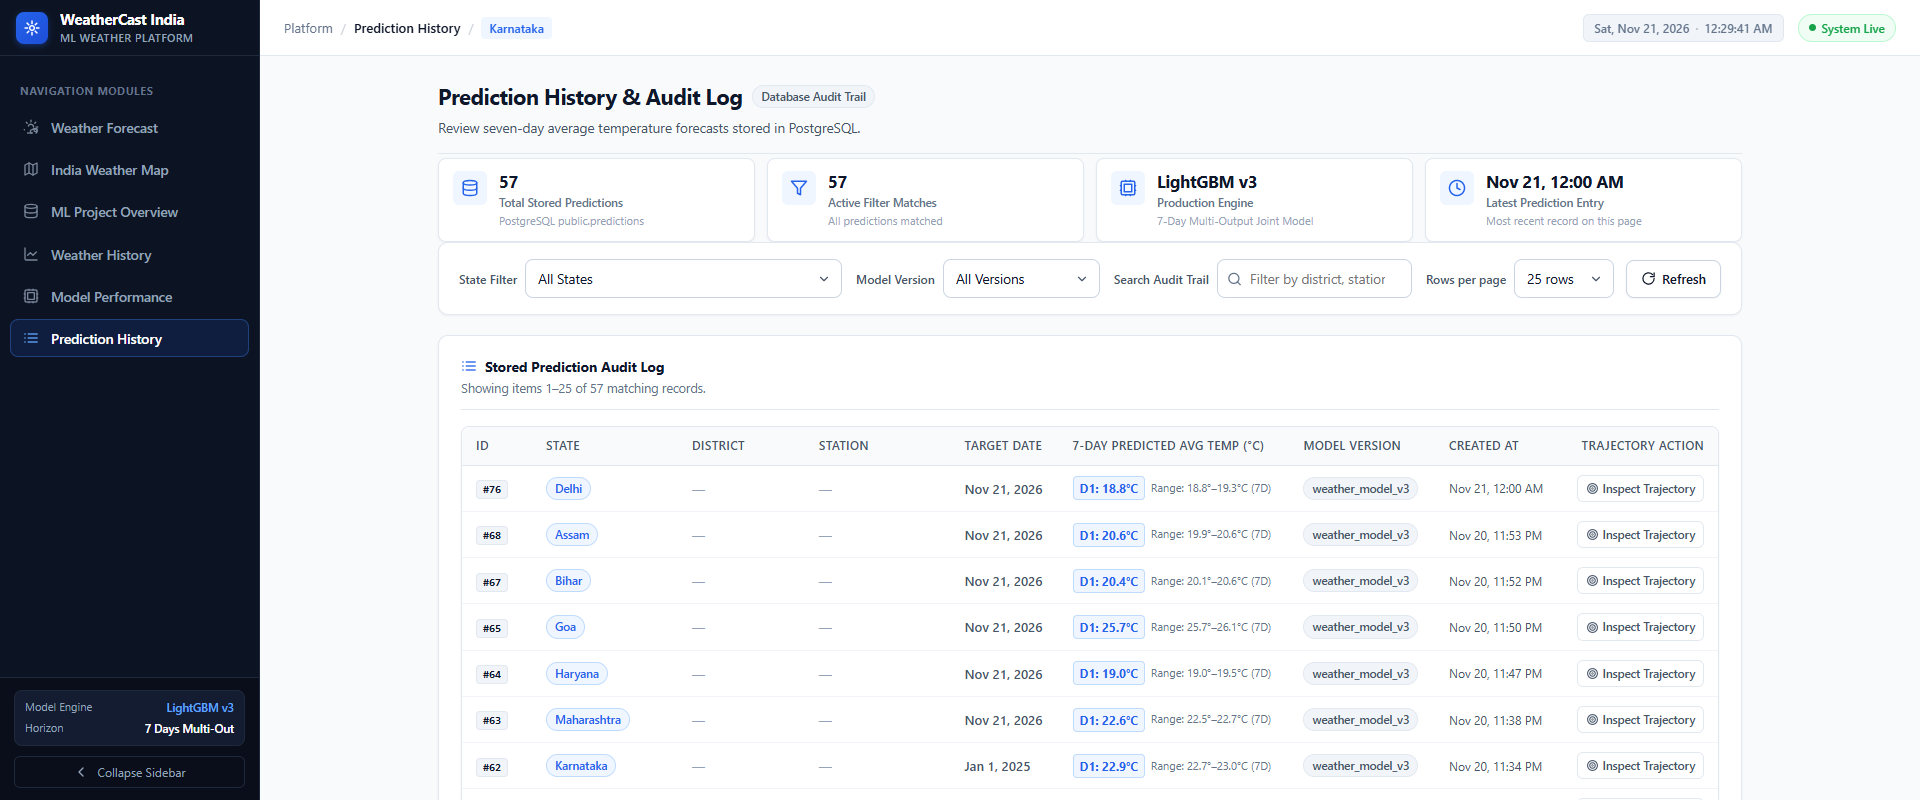 WeatherCast India
ML WEATHER PLATFORM
Platform / Prediction History / Karnataka
Sat, Nov 21, 2026 · 12:29:41 AM
System Live
NAVIGATION MODULES
Weather Forecast
India Weather Map
ML Project Overview
Weather History
Model Performance
Prediction History
Model Engine LightGBM v3
Horizon 7 Days Multi-Out
Collapse Sidebar
Prediction History & Audit Log Database Audit Trail
Review seven-day average temperature forecasts stored in PostgreSQL.
57
Total Stored Predictions
PostgreSQL public.predictions
57
Active Filter Matches
All predictions matched
LightGBM v3
Production Engine
7-Day Multi-Output Joint Model
Nov 21, 12:00 AM
Latest Prediction Entry
Most recent record on this page
State Filter All States Model Version All Versions Search Audit Trail Filter by district, station Rows per page 25 rows Refresh
Stored Prediction Audit Log
Showing items 1–25 of 57 matching records.
ID STATE DISTRICT STATION TARGET DATE 7-DAY PREDICTED AVG TEMP (°C) MODEL VERSION CREATED AT TRAJECTORY ACTION
#76 Delhi — — Nov 21, 2026 D1: 18.8°C Range: 18.8°–19.3°C (7D) weather_model_v3 Nov 21, 12:00 AM Inspect Trajectory
#68 Assam — — Nov 21, 2026 D1: 20.6°C Range: 19.9°–20.6°C (7D) weather_model_v3 Nov 20, 11:53 PM Inspect Trajectory
#67 Bihar — — Nov 21, 2026 D1: 20.4°C Range: 20.1°–20.6°C (7D) weather_model_v3 Nov 20, 11:52 PM Inspect Trajectory
#65 Goa — — Nov 21, 2026 D1: 25.7°C Range: 25.7°–26.1°C (7D) weather_model_v3 Nov 20, 11:50 PM Inspect Trajectory
#64 Haryana — — Nov 21, 2026 D1: 19.0°C Range: 19.0°–19.5°C (7D) weather_model_v3 Nov 20, 11:47 PM Inspect Trajectory
#63 Maharashtra — — Nov 21, 2026 D1: 22.6°C Range: 22.5°–22.7°C (7D) weather_model_v3 Nov 20, 11:38 PM Inspect Trajectory
#62 Karnataka — — Jan 1, 2025 D1: 22.9°C Range: 22.7°–23.0°C (7D) weather_model_v3 Nov 20, 11:34 PM Inspect Trajectory